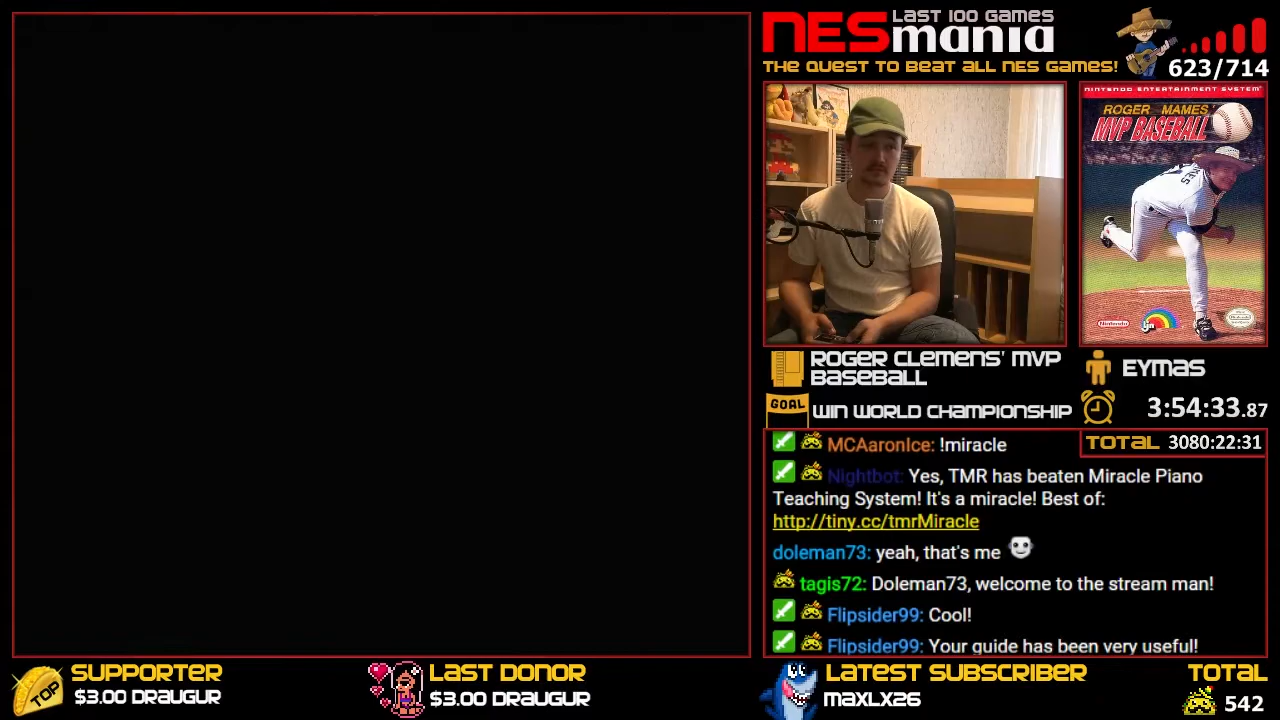 NESmania
LAST 100 GAMES
THE QUEST TO BEAT ALL NES GAMES!
623/714
NINTENDO ENTERTAINMENT SYSTEM
ROGER MAMES'
MVP BASEBALL
MES
Nintendo
ROGER CLEMENS' MVP
BASEBALL
EYMAS
GOAL
WIN WORLD CHAMPIONSHIP
3:54:33.87
TOTAL 3080:22:31
MCAaronIce: !miracle
Nightbot: Yes, TMR has beaten Miracle Piano
Teaching System! It's a miracle! Best of:
http://tiny.cc/tmrMiracle
doleman73: yeah, that's me
tagis72: Doleman73, welcome to the stream man!
Flipsider99: Cool!
Flipsider99: Your guide has been very useful!
TOP
SUPPORTER
$3.00 DRAUGUR
LAST DONOR
$3.00 DRAUGUR
LATEST SUBSCRIBER
MAXLX26
TOTAL
542